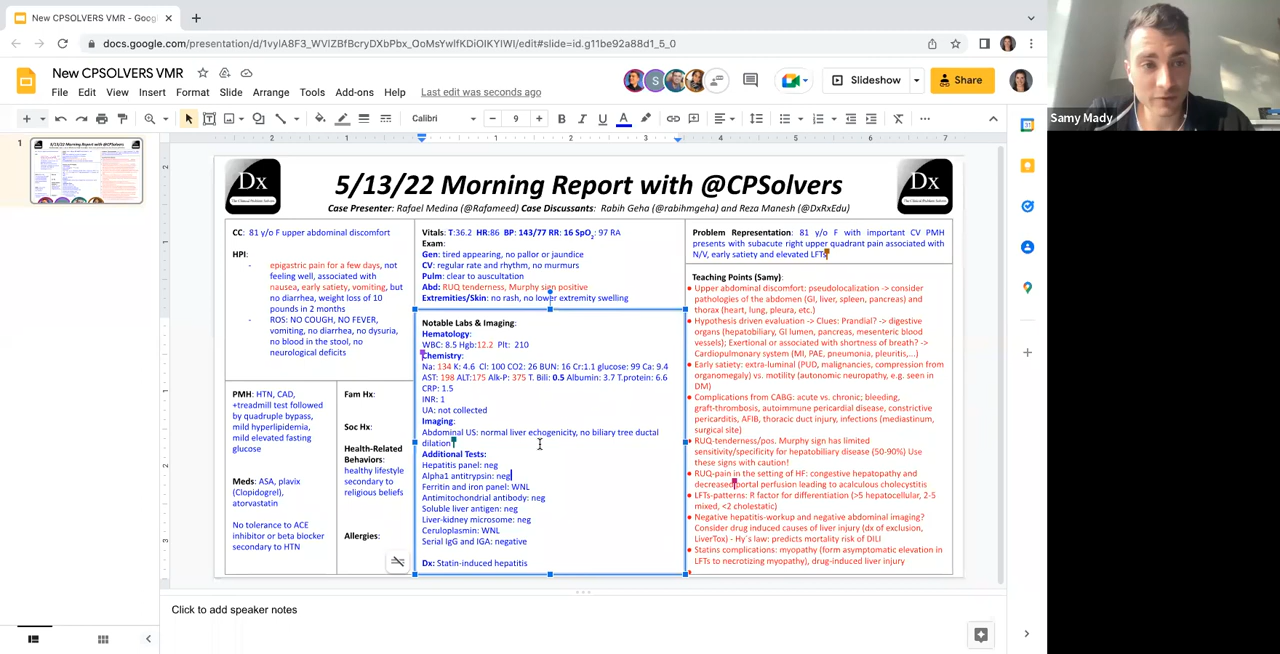 New CPSOLVERS VMR - Goog
docs.google.com/presentation/d/1vylA8F3_WVIZBfBcryDXbPbx_OoMsYwlfKDiOIKYIWI/edit#slide=id.g11be92a88d1_5_0
New CPSOLVERS VMR
File Edit View Insert Format Slide Arrange Tools Add-ons Help Last edit was seconds ago
Slideshow
Share
Calibri
9
Samy Mady
Dx
5/13/22 Morning Report with @CPSolvers
Case Presenter: Rafael Medina (@Rafameed) Case Discussants: Rabih Geha (@rabihmgeha) and Reza Manesh (@DxRxEdu)
Dx
CC: 81 y/o F upper abdominal discomfort
HPI:
- epigastric pain for a few days, not
feeling well, associated with
nausea, early satiety, vomiting, but
no diarrhea, weight loss of 10
pounds in 2 months
- ROS: NO COUGH, NO FEVER,
vomiting, no diarrhea, no dysuria,
no blood in the stool, no
neurological deficits
PMH: HTN, CAD,
+treadmill test followed
by quadruple bypass,
mild hyperlipidemia,
mild elevated fasting
glucose
Meds: ASA, plavix
(Clopidogrel),
atorvastatin
No tolerance to ACE
inhibitor or beta blocker
secondary to HTN
Fam Hx:
Soc Hx:
Health-Related
Behaviors:
healthy lifestyle
secondary to
religious beliefs
Allergies:
Vitals: T:36.2 HR:86 BP: 143/77 RR: 16 SpO2: 97 RA
Exam:
Gen: tired appearing, no pallor or jaundice
CV: regular rate and rhythm, no murmurs
Pulm: clear to auscultation
Abd: RUQ tenderness, Murphy sign positive
Extremities/Skin: no rash, no lower extremity swelling
Notable Labs & Imaging:
Hematology:
WBC: 8.5 Hgb:12.2 Plt: 210
Chemistry:
Na: 134 K: 4.6 Cl: 100 CO2: 26 BUN: 16 Cr:1.1 glucose: 99 Ca: 9.4
AST: 198 ALT:175 Alk-P: 375 T. Bili: 0.5 Albumin: 3.7 T.protein: 6.6
CRP: 1.5
INR: 1
UA: not collected
Imaging:
Abdominal US: normal liver echogenicity, no biliary tree ductal
dilation
Additional Tests:
Hepatitis panel: neg
Alpha1 antitrypsin: neg
Ferritin and iron panel: WNL
Antimitochondrial antibody: neg
Soluble liver antigen: neg
Liver-kidney microsome: neg
Ceruloplasmin: WNL
Serial IgG and IGA: negative
Dx: Statin-induced hepatitis
Problem Representation: 81 y/o F with important CV PMH
presents with subacute right upper quadrant pain associated with
N/V, early satiety and elevated LFTs
Teaching Points (Samy):
Upper abdominal discomfort: pseudolocalization -> consider
pathologies of the abdomen (GI, liver, spleen, pancreas) and
thorax (heart, lung, pleura, etc.)
Hypothesis driven evaluation -> Clues: Prandial? -> digestive
organs (hepatobiliary, GI lumen, pancreas, mesenteric blood
vessels); Exertional or associated with shortness of breath? ->
Cardiopulmonary system (MI, PAE, pneumonia, pleuritis,...)
Early satiety: extra-luminal (PUD, malignancies, compression from
organomegaly) vs. motility (autonomic neuropathy, e.g. seen in
DM)
Complications from CABG: acute vs. chronic; bleeding,
graft-thrombosis, autoimmune pericardial disease, constrictive
pericarditis, AFIB, thoracic duct injury, infections (mediastinum,
surgical site)
RUQ-tenderness/pos. Murphy sign has limited
sensitivity/specificity for hepatobiliary disease (50-90%) Use
these signs with caution!
RUQ-pain in the setting of HF: congestive hepatopathy and
decreased portal perfusion leading to acalculous cholecystitis
LFTs-patterns: R factor for differentiation (>5 hepatocellular, 2-5
mixed, <2 cholestatic)
Negative hepatitis-workup and negative abdominal imaging?
Consider drug induced causes of liver injury (dx of exclusion,
LiverTox) - Hy´s law: predicts mortality risk of DILI
Statins complications: myopathy (form asymptomatic elevation in
LFTs to necrotizing myopathy), drug-induced liver injury
Click to add speaker notes